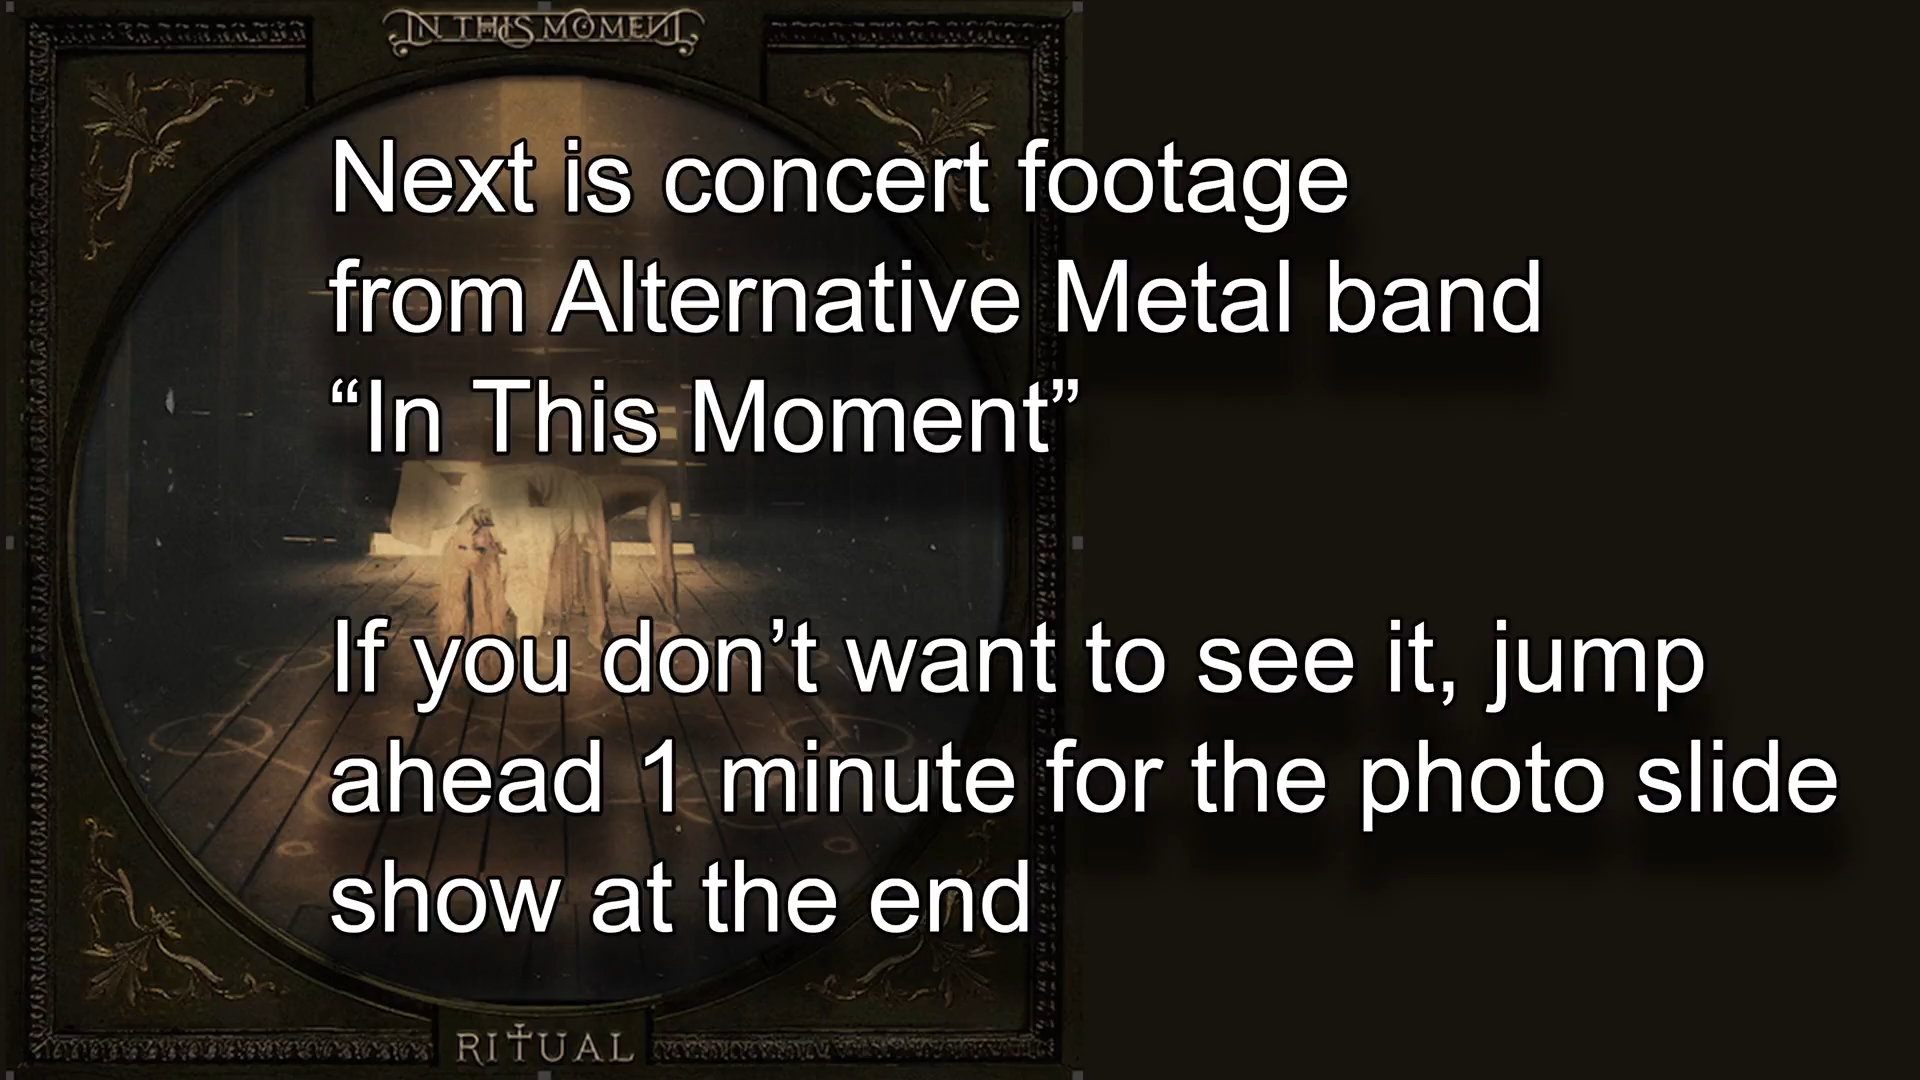 IN THIS MOMENT
Next is concert footage
from Alternative Metal band
“In This Moment”
If you don’t want to see it, jump
ahead 1 minute for the photo slide
show at the end
RITUAL